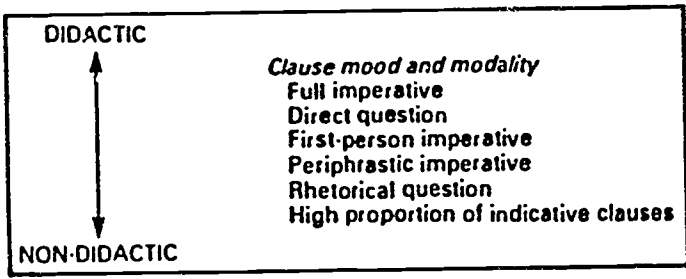 DIDACTIC
Clause mood and modality
Full imperative
Direct question
First-person imperative
Periphrastic imperative
Rhetorical question
High proportion of indicative clauses
NON-DIDACTIC